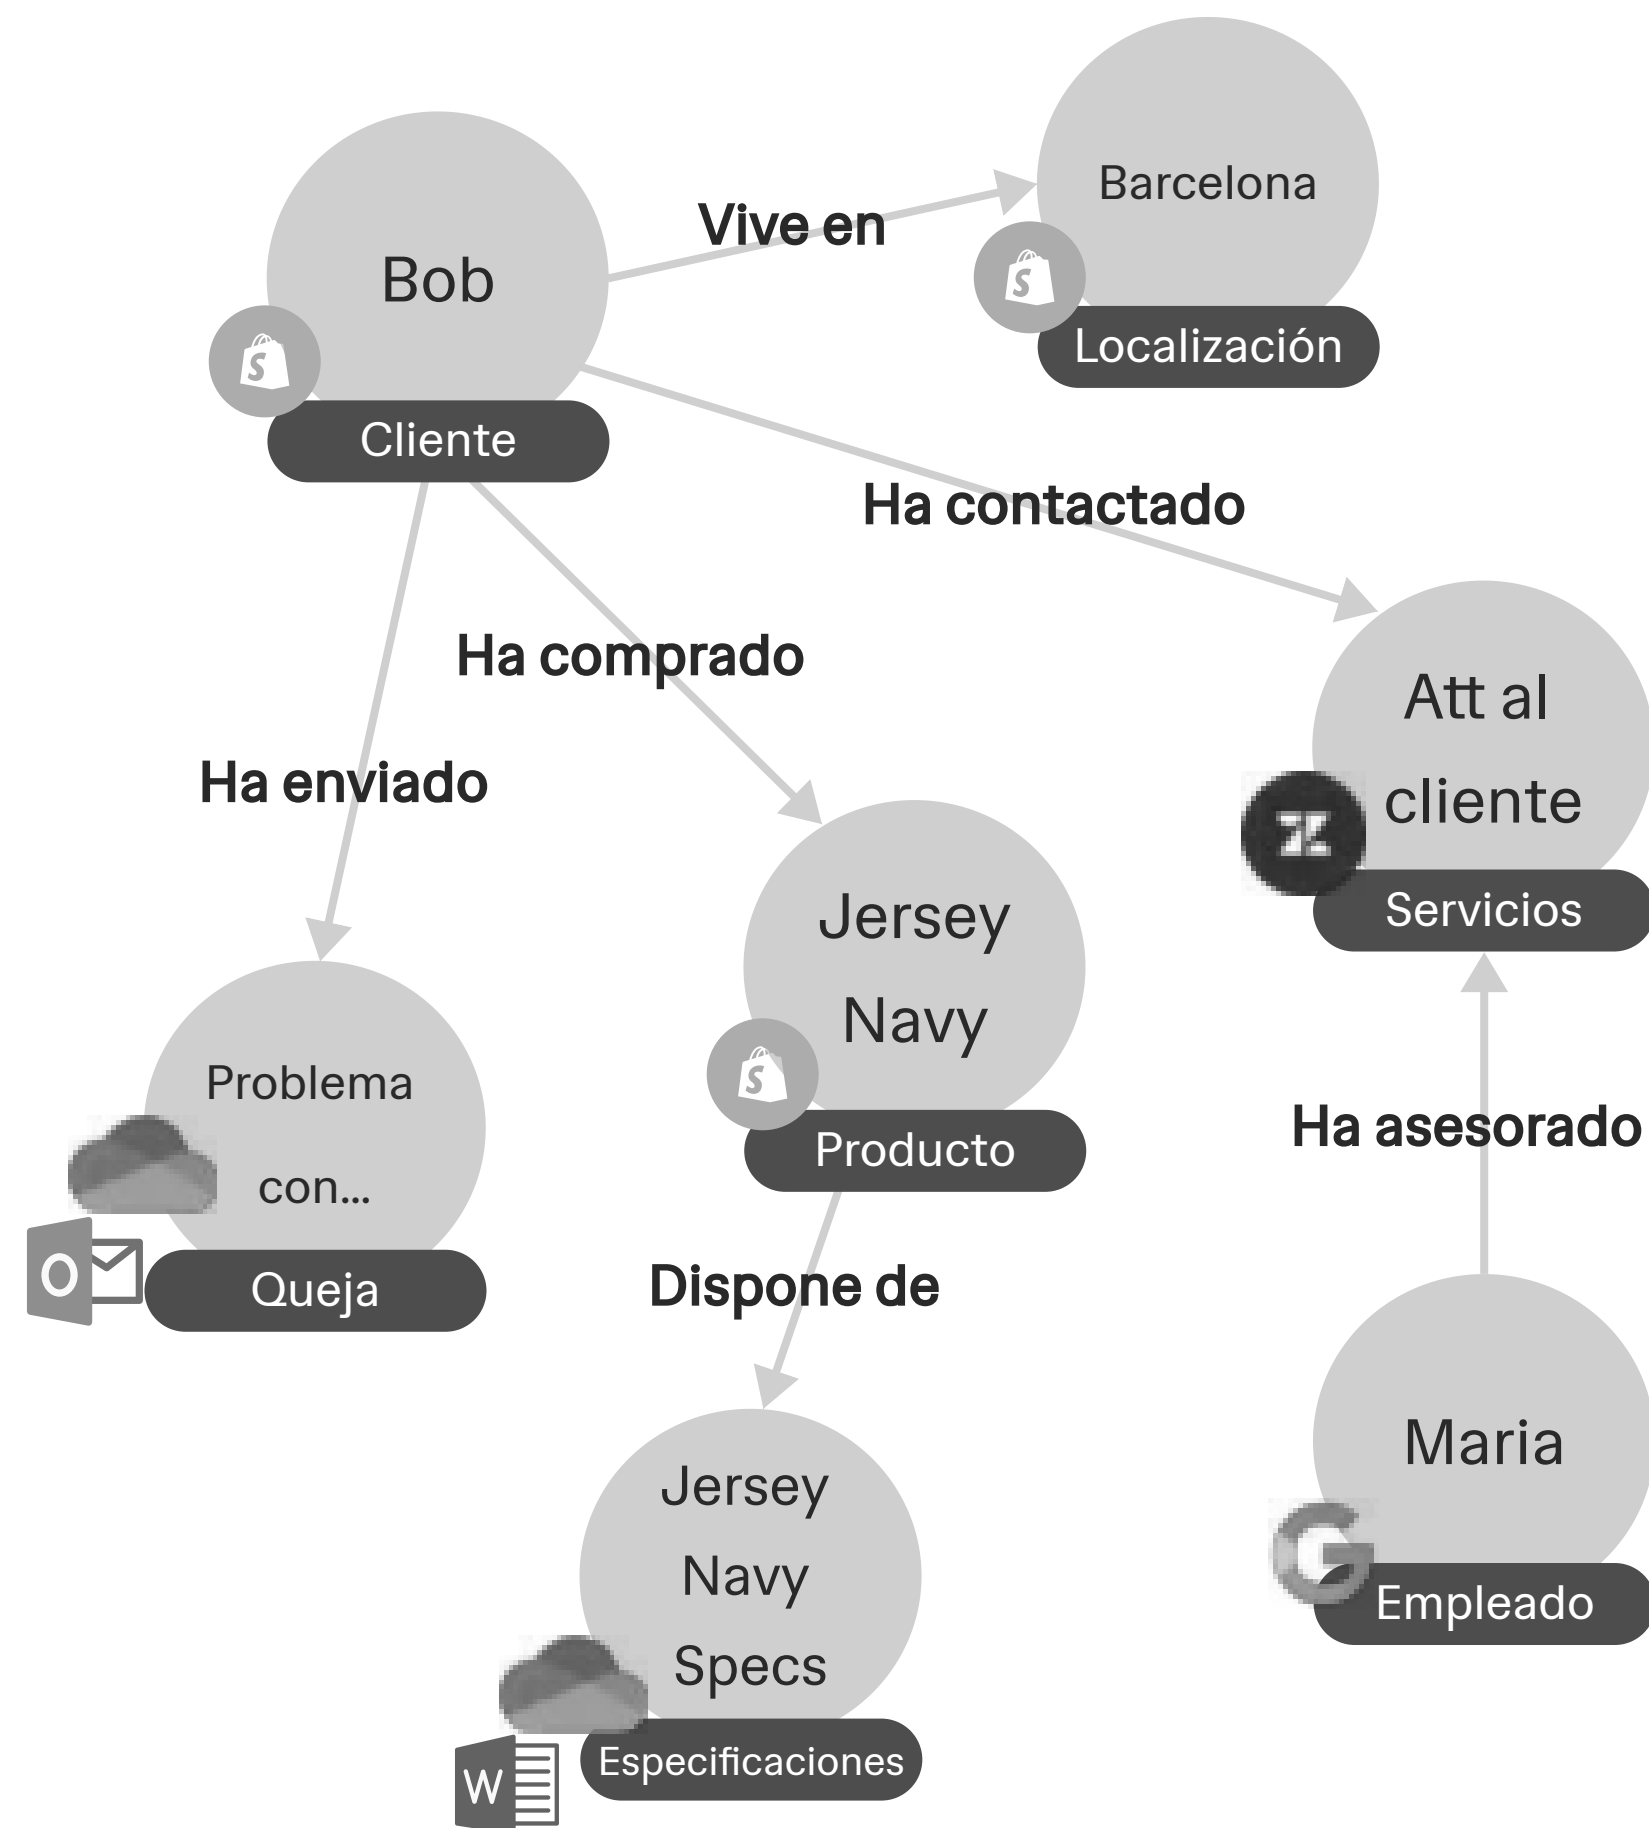 Barcelona
Vive en
Bob
Localización
Cliente
Ha contactado
Ha comprado
Att al
cliente
Ha enviado
Servicios
Jersey
Navy
Problema
con...
Producto
Ha asesorado
Queja
Dispone de
Maria
Jersey
Navy
Specs
Empleado
Especificaciones